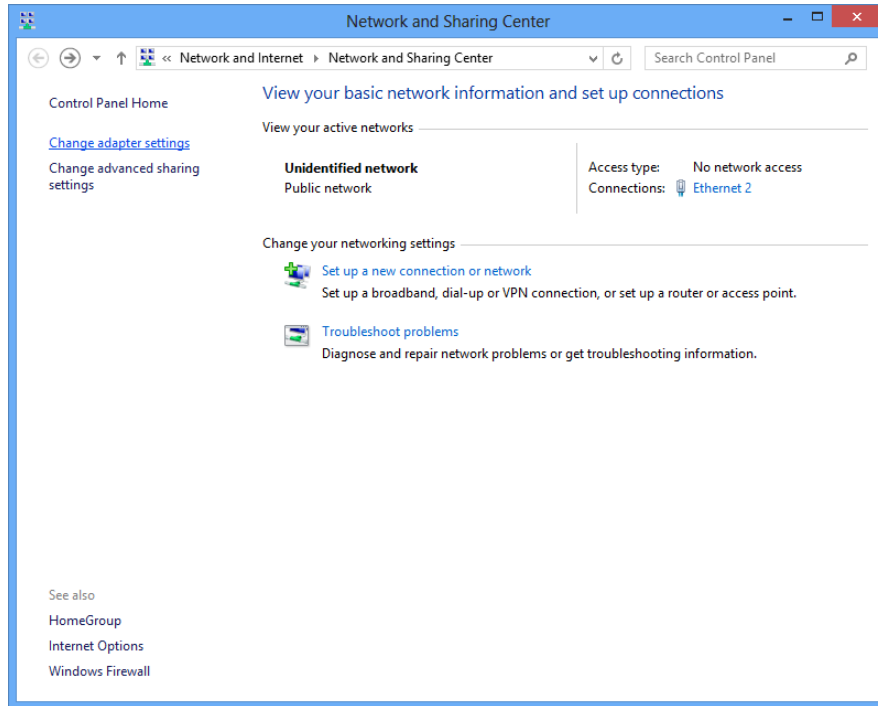 Network and Sharing Center
« Network and Internet Network and Sharing Center
Search Control Panel
Control Panel Home
Change adapter settings
Change advanced sharing
settings
View your basic network information and set up connections
View your active networks
Unidentified network
Public network
Access type: No network access
Connections: Ethernet 2
Change your networking settings
Set up a new connection or network
Set up a broadband, dial-up or VPN connection, or set up a router or access point.
Troubleshoot problems
Diagnose and repair network problems or get troubleshooting information.
See also
HomeGroup
Internet Options
Windows Firewall